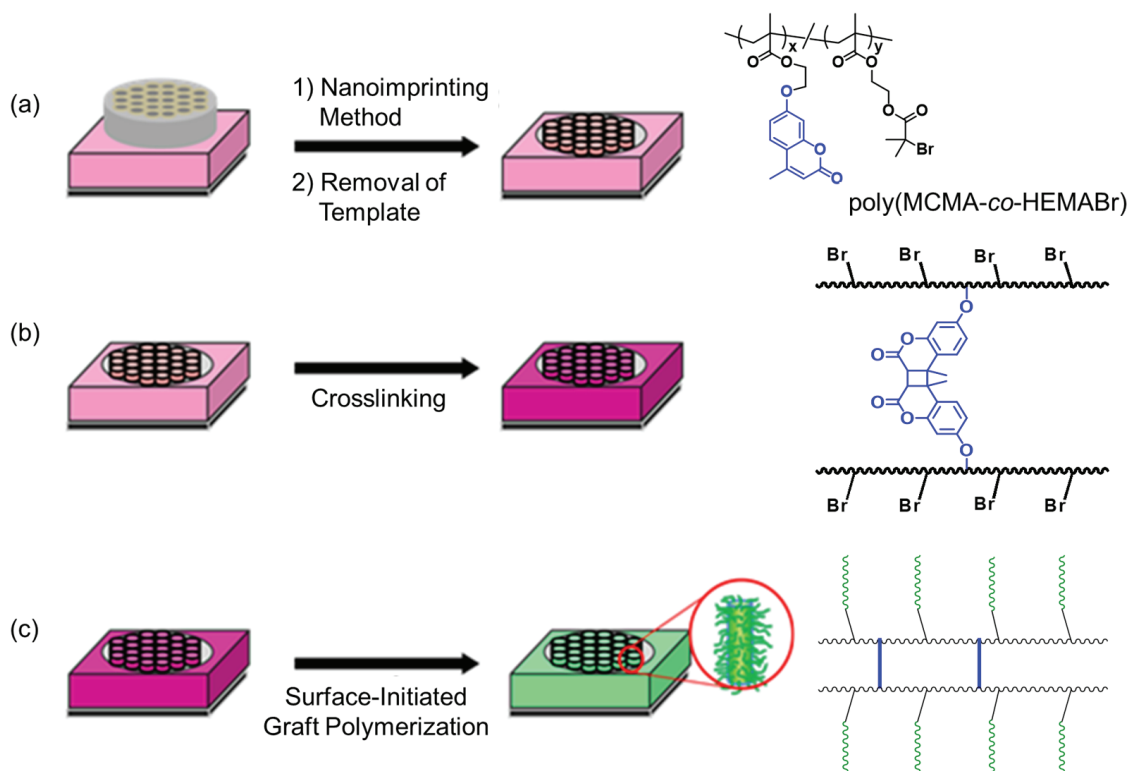 (a)
1) Nanoimprinting
Method
2) Removal of
Template
x
y
O
O
O
O
O
O
O
O
O
O
Br
poly(MCMA-co-HEMABr)
(b)
Crosslinking
Br Br Br Br
O
O
O
O
O
O
Br Br Br Br
(c)
Surface-Initiated
Graft Polymerization